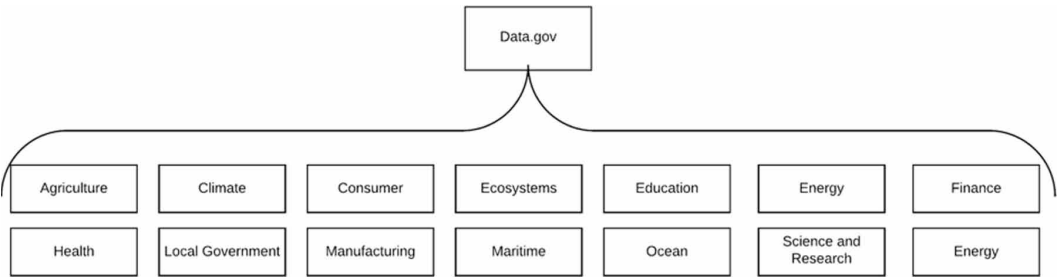 Data.gov
Agriculture
Climate
Consumer
Ecosystems
Education
Energy
Finance
Health
Local Government
Manufacturing
Maritime
Ocean
Science and
Research
Energy